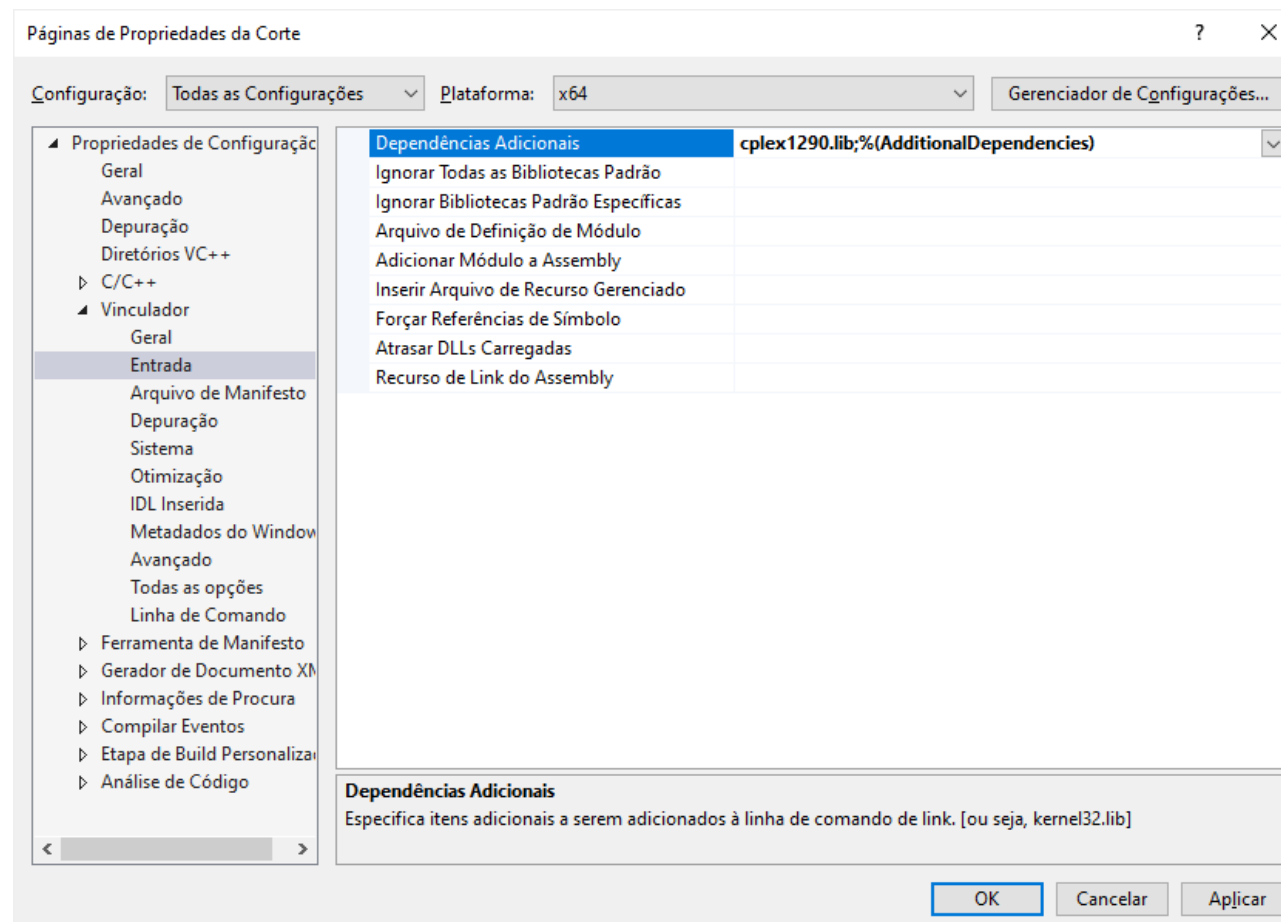 Páginas de Propriedades da Corte
?
Configuração: Todas as Configurações Plataforma: x64 Gerenciador de Configurações...
Propriedades de Configuraçãc
Geral
Avançado
Depuração
Diretórios VC++
C/C++
Vinculador
Geral
Entrada
Arquivo de Manifesto
Depuração
Sistema
Otimização
IDL Inserida
Metadados do Window
Avançado
Todas as opções
Linha de Comando
Ferramenta de Manifesto
Gerador de Documento XM
Informações de Procura
Compilar Eventos
Etapa de Build Personaliza
Análise de Código
Dependências Adicionais cplex1290.lib;%(AdditionalDependencies)
Ignorar Todas as Bibliotecas Padrão
Ignorar Bibliotecas Padrão Específicas
Arquivo de Definição de Módulo
Adicionar Módulo a Assembly
Inserir Arquivo de Recurso Gerenciado
Forçar Referências de Símbolo
Atrasar DLLs Carregadas
Recurso de Link do Assembly
Dependências Adicionais
Especifica itens adicionais a serem adicionados à linha de comando de link. [ou seja, kernel32.lib]
OK Cancelar Aplicar